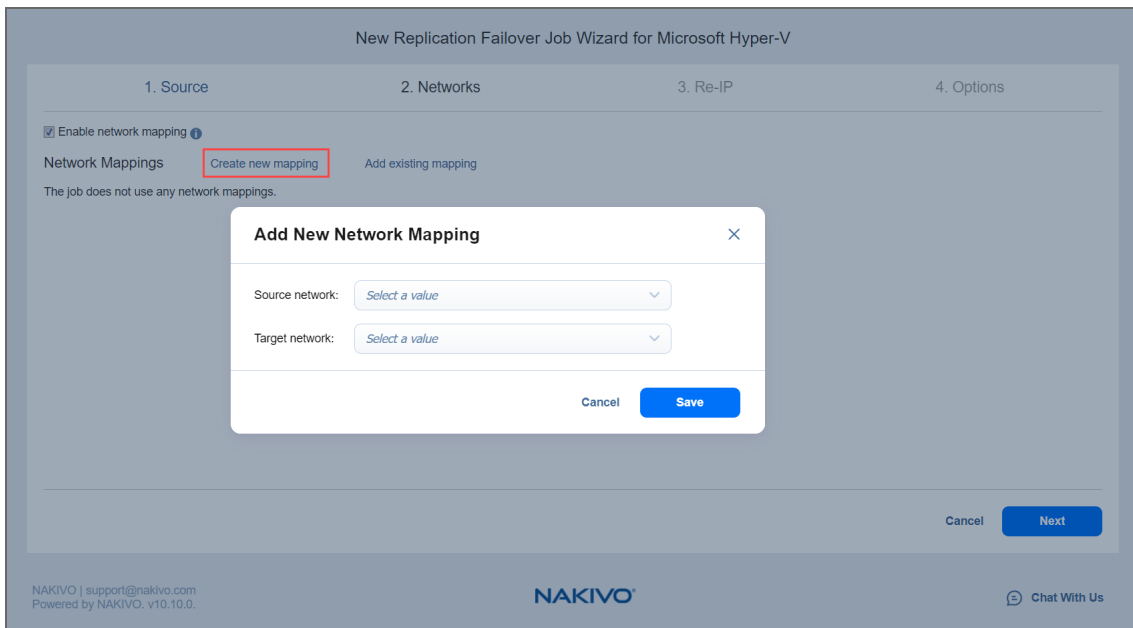 New Replication Failover Job Wizard for Microsoft Hyper-V
1. Source 2. Networks 3. Re-IP 4. Options
Enable network mapping
Network Mappings Create new mapping Add existing mapping
The job does not use any network mappings.
Add New Network Mapping
Source network: Select a value
Target network: Select a value
Cancel Save
Cancel Next
NAKIVO | support@nakivo.com
Powered by NAKIVO. v10.10.0.
NAKIVO®
Chat With Us